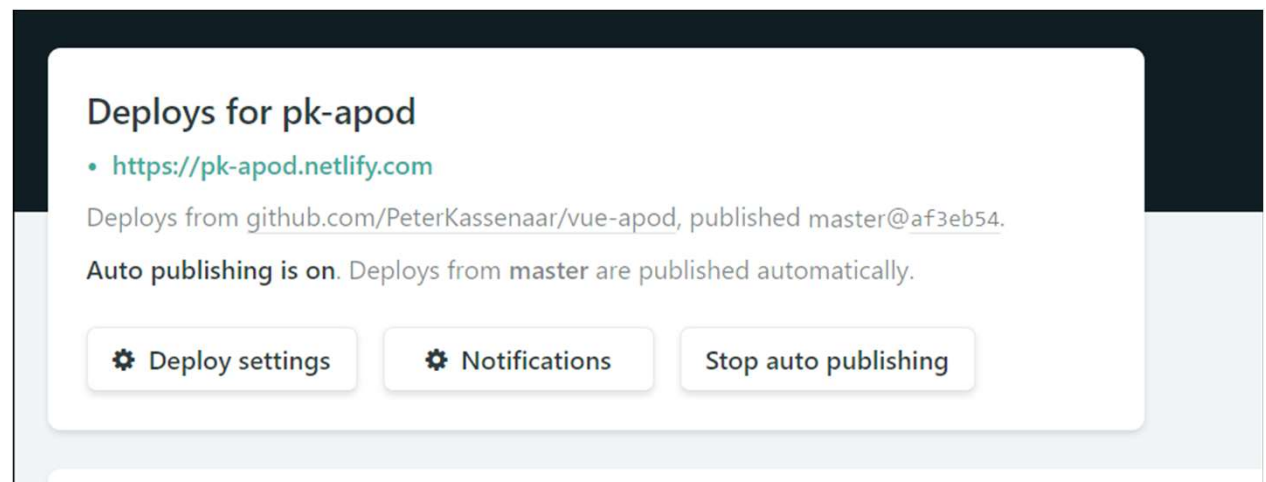 Deploys for pk-apod
• https://pk-apod.netlify.com
Deploys from github.com/PeterKassenaar/vue-apod, published master@af3eb54.
Auto publishing is on. Deploys from master are published automatically.
Deploy settings
Notifications
Stop auto publishing